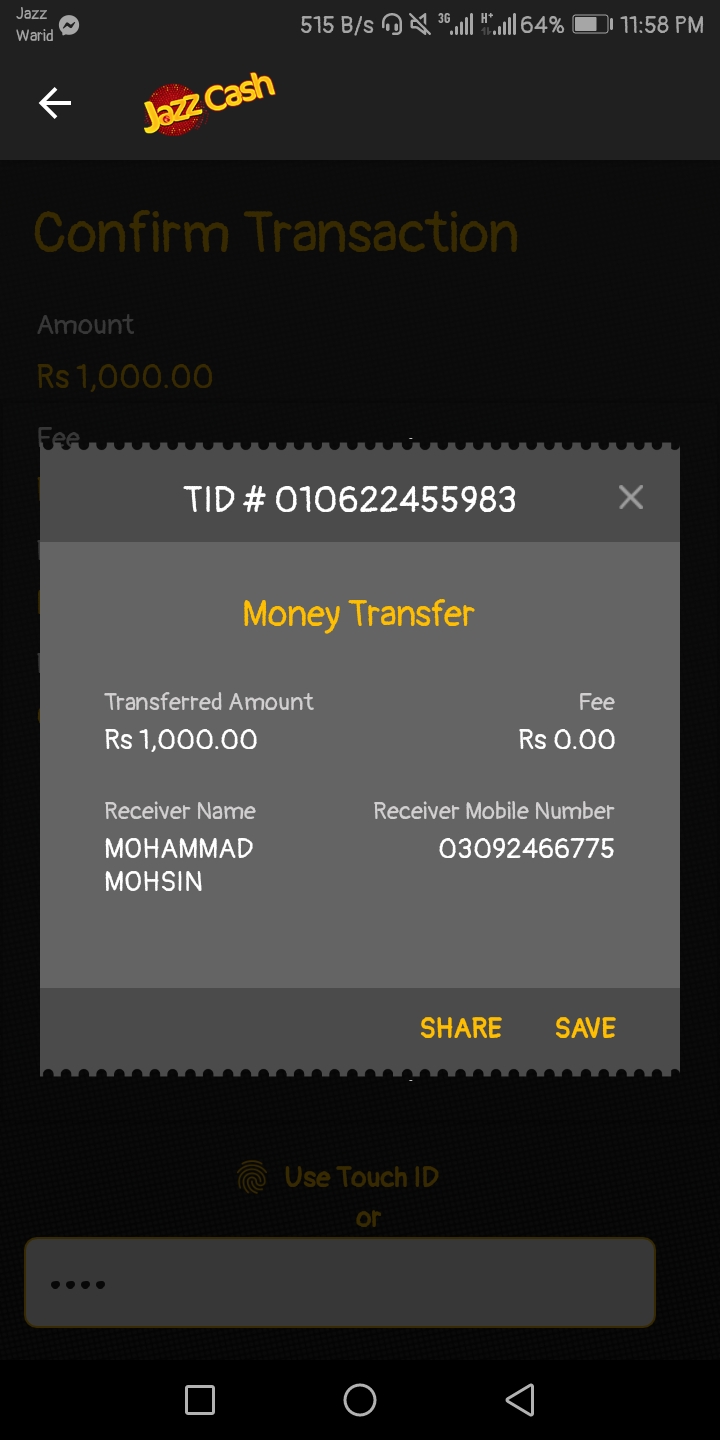 Jazz
Warid
515 B/s 3G H+ 64% 11:58 PM
Jazz Cash
Confirm Transaction
Amount
Rs 1,000.00
Fee
TID # 010622455983
Money Transfer
Transferred Amount Fee
Rs 1,000.00 Rs 0.00
Receiver Name Receiver Mobile Number
MOHAMMAD 03092466775
MOHSIN
SHARE SAVE
Use Touch ID
or